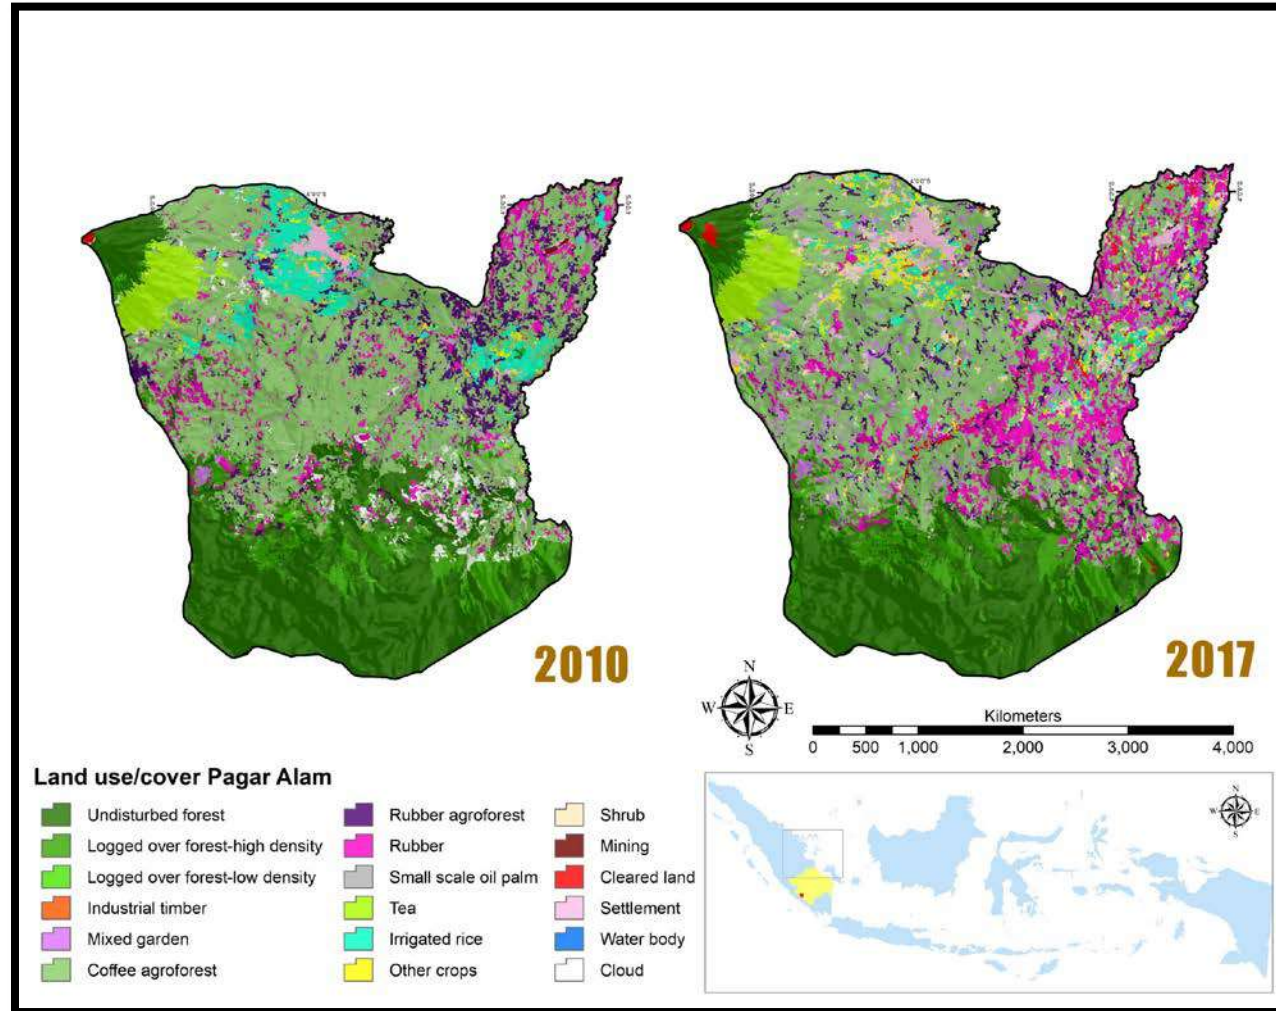 2010
2017
N
W E
S
Kilometers
0 500 1,000 2,000 3,000 4,000
Land use/cover Pagar Alam
Undisturbed forest
Logged over forest-high density
Logged over forest-low density
Industrial timber
Mixed garden
Coffee agroforest
Rubber agroforest
Rubber
Small scale oil palm
Tea
Irrigated rice
Other crops
Shrub
Mining
Cleared land
Settlement
Water body
Cloud
N
W E
S